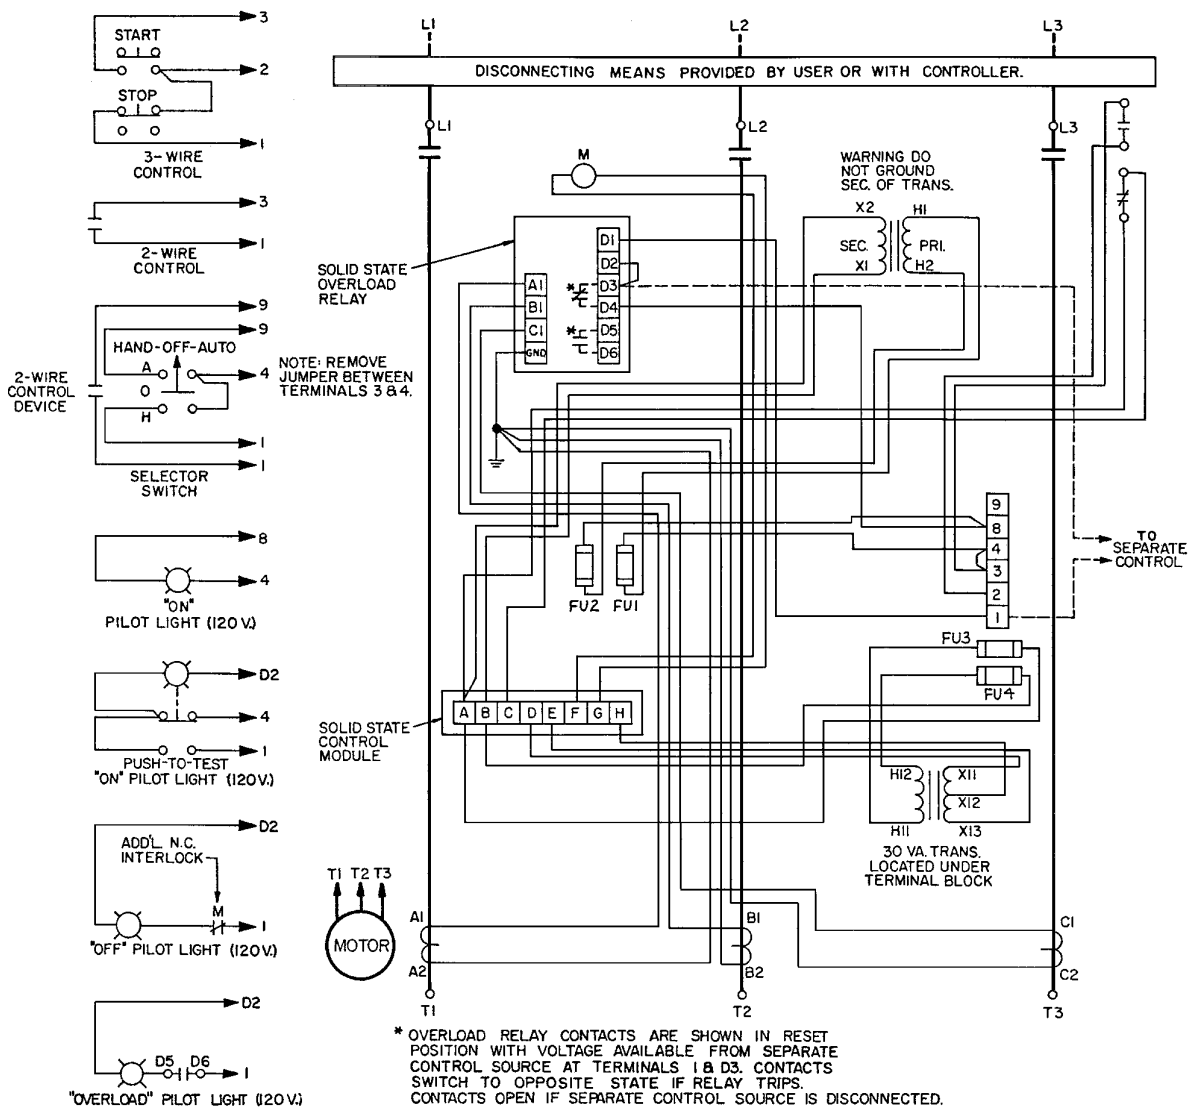 3
START
2
STOP
1
3-WIRE
CONTROL
3
1
2-WIRE
CONTROL
9
9
HAND-OFF-AUTO
A
4
O
H
2-WIRE
CONTROL
DEVICE
NOTE: REMOVE
JUMPER BETWEEN
TERMINALS 3 & 4.
1
1
SELECTOR
SWITCH
8
4
"ON"
PILOT LIGHT (120 V.)
D2
4
1
PUSH-TO-TEST
"ON" PILOT LIGHT (120 V.)
D2
ADD'L N.C.
INTERLOCK
M
1
"OFF" PILOT LIGHT (120 V.)
D2
D5 D6
1
"OVERLOAD" PILOT LIGHT (120 V.)
L1
L2
L3
DISCONNECTING MEANS PROVIDED BY USER OR WITH CONTROLLER.
L1
L2
L3
M
WARNING DO
NOT GROUND
SEC. OF TRANS.
X2
H1
SEC.
PRI.
X1
H2
SOLID STATE
OVERLOAD
RELAY
A1
B1
C1
GND
D1
D2
* D3
D4
* D5
D6
9
8
4
3
2
1
TO
SEPARATE
CONTROL
FU2
FU1
FU3
FU4
SOLID STATE
CONTROL
MODULE
A B C D E F G H
H12
X11
X12
H11
X13
30 VA. TRANS.
LOCATED UNDER
TERMINAL BLOCK
T1 T2 T3
MOTOR
A1
A2
B1
B2
C1
C2
T1
T2
T3
* OVERLOAD RELAY CONTACTS ARE SHOWN IN RESET
POSITION WITH VOLTAGE AVAILABLE FROM SEPARATE
CONTROL SOURCE AT TERMINALS 1 & D3. CONTACTS
SWITCH TO OPPOSITE STATE IF RELAY TRIPS.
CONTACTS OPEN IF SEPARATE CONTROL SOURCE IS DISCONNECTED.